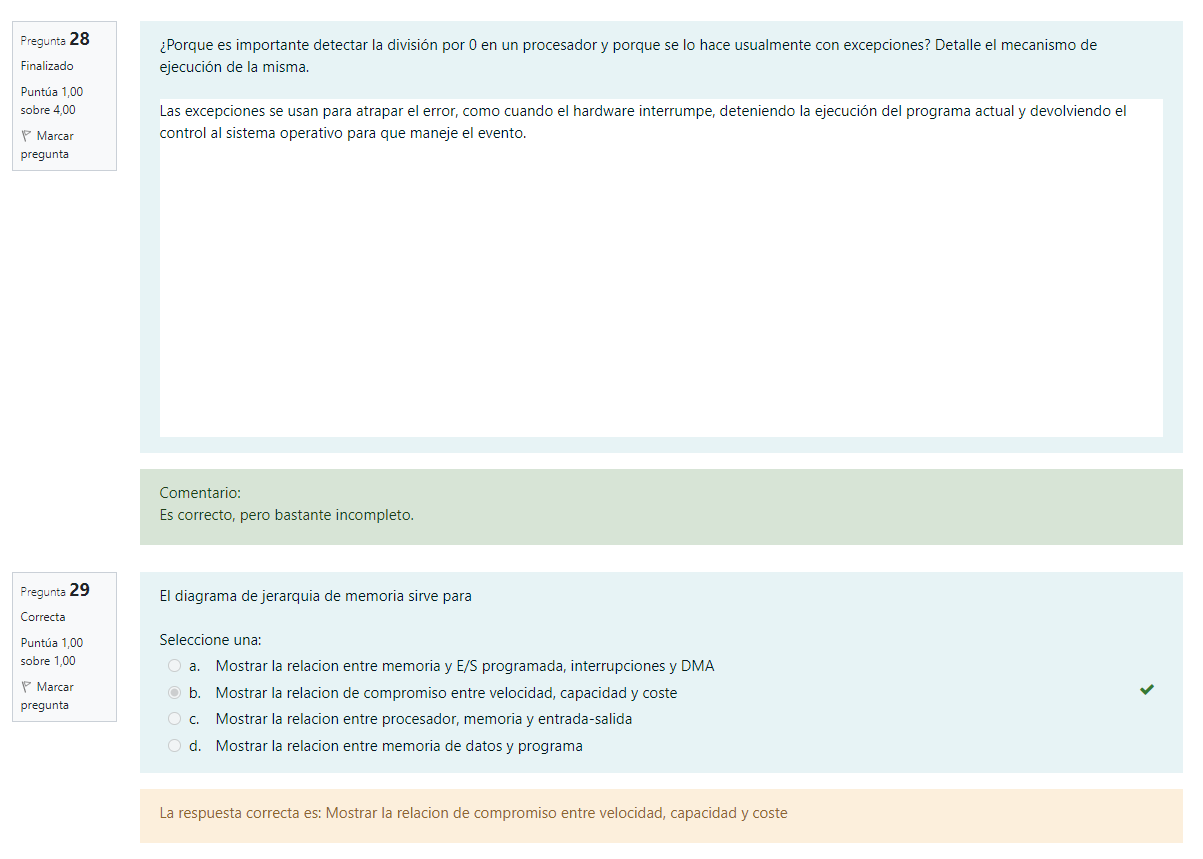 Pregunta 28
Finalizado
Puntúa 1,00
sobre 4,00
Marcar
pregunta
¿Porque es importante detectar la división por 0 en un procesador y porque se lo hace usualmente con excepciones? Detalle el mecanismo de
ejecución de la misma.
Las excepciones se usan para atrapar el error, como cuando el hardware interrumpe, deteniendo la ejecución del programa actual y devolviendo el
control al sistema operativo para que maneje el evento.
Comentario:
Es correcto, pero bastante incompleto.
Pregunta 29
Correcta
Puntúa 1,00
sobre 1,00
Marcar
pregunta
El diagrama de jerarquia de memoria sirve para
Seleccione una:
a. Mostrar la relacion entre memoria y E/S programada, interrupciones y DMA
b. Mostrar la relacion de compromiso entre velocidad, capacidad y coste
c. Mostrar la relacion entre procesador, memoria y entrada-salida
d. Mostrar la relacion entre memoria de datos y programa
La respuesta correcta es: Mostrar la relacion de compromiso entre velocidad, capacidad y coste